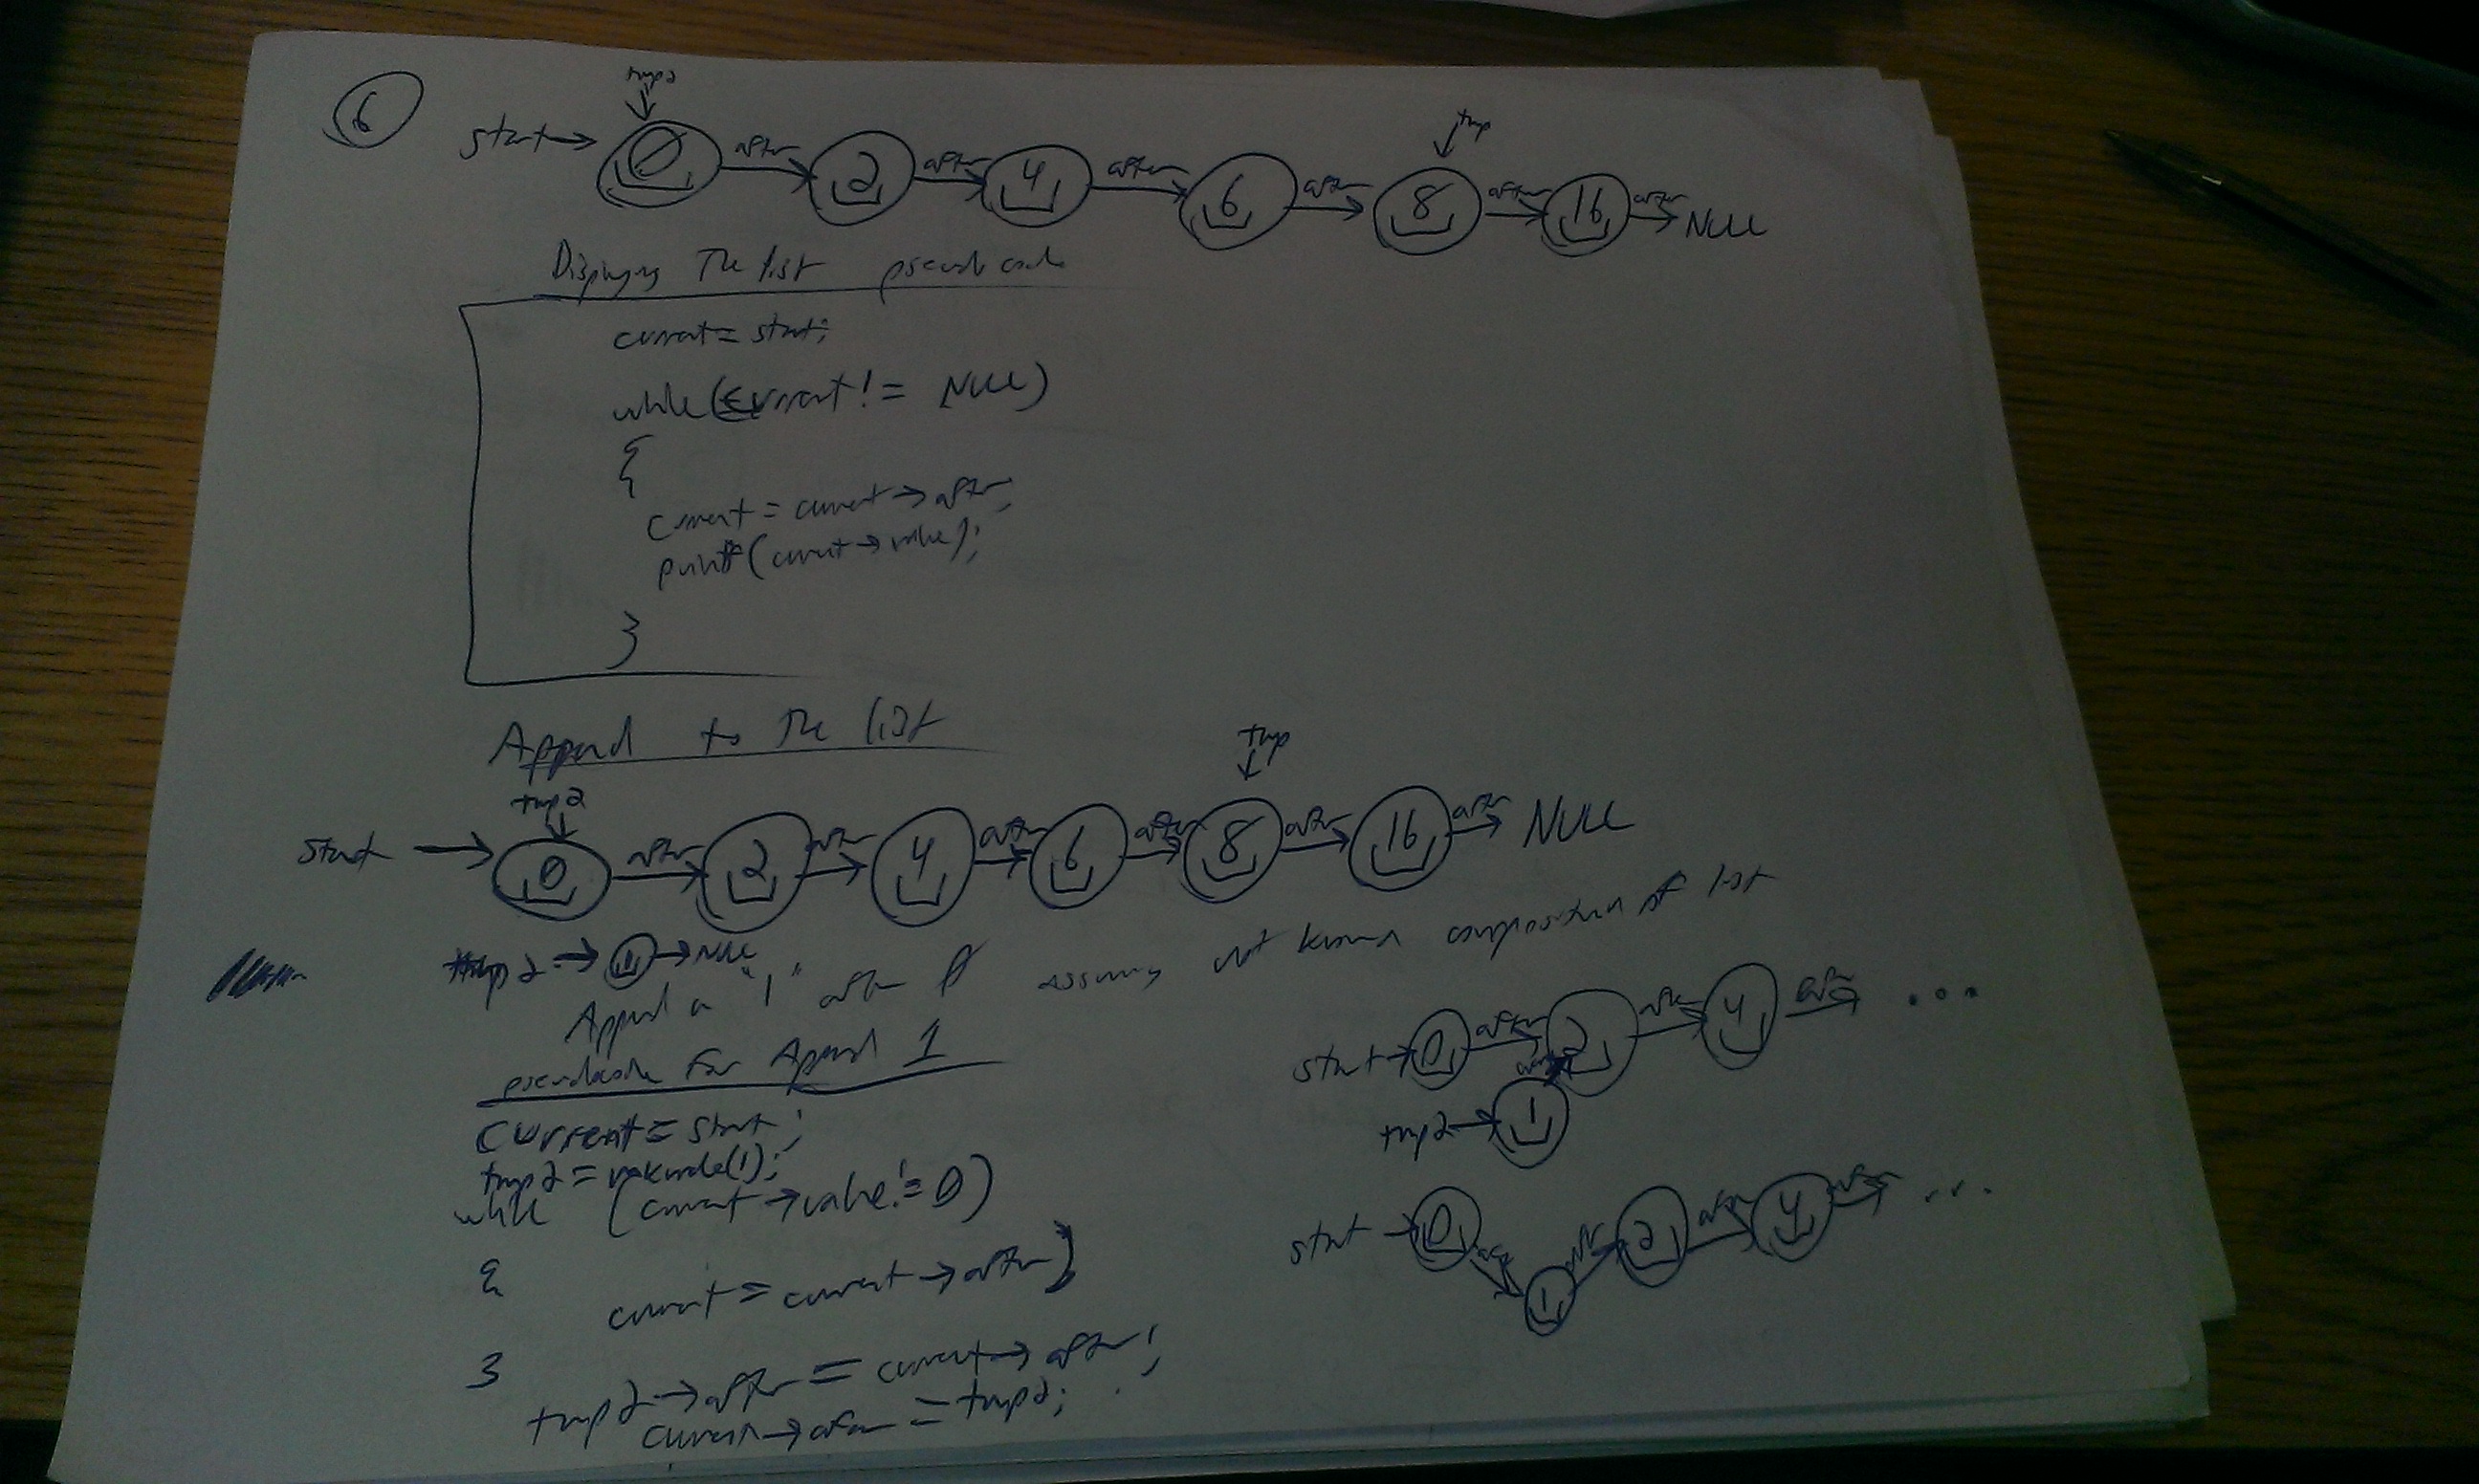 6
tmp2
tmp
start → 0 after 2 after 4 after 6 after 8 after 16 after NULL
Displaying The list pseudocode
current = start;
while (current != NULL)
{
current = current → after;
printf(current → value);
}
Append to The list
tmp
tmp2
start → 0 after 2 after 4 after 6 after 8 after 16 after NULL
tmp2 → 1 → NULL
Append a "1" after 0 assuming not known composition of list
start → 0 after 2 after 4 after ...
tmp2 → 1
pseudocode for Append 1
current = start;
tmp2 = mknode(1);
while (current → value != 0)
{
current = current → after;
}
tmp2 → after = current → after;
current → after = tmp2;
start → 0 after 1 after 2 after 4 after ...